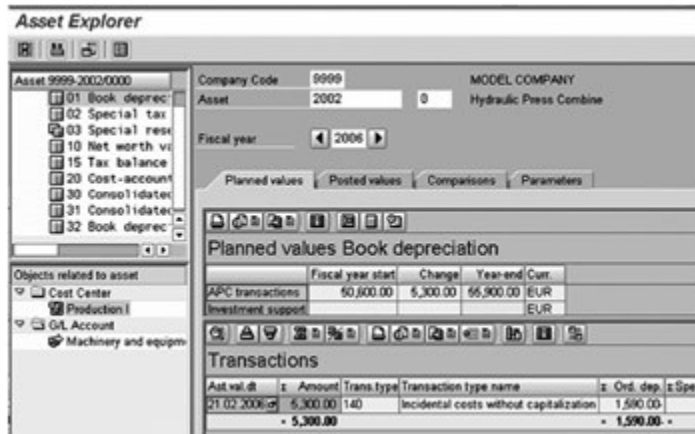 Asset Explorer
Asset 9999-2002/0000
01 Book deprec
02 Special tax
03 Special rese
10 Net worth va
15 Tax balance
20 Cost-account
30 Consolidated
31 Consolidated
32 Book deprec
Objects related to asset
Cost Center
Production I
G/L Account
Machinery and equipm
Company Code 9999 MODEL COMPANY
Asset 2002 0 Hydraulic Press Combine
Fiscal year 2006
Planned values Posted values Comparisons Parameters
Planned values Book depreciation
Fiscal year start Change Year-end Curr.
APC transactions 50,600.00 5,300.00 55,900.00 EUR
Investment support EUR
Transactions
Ast.val.dt Σ Amount Trans.type Transaction type name Σ Ord. dep. Σ Spe
21.02.2006 5,300.00 140 Incidental costs without capitalization 1,590.00-
5,300.00 1,590.00-